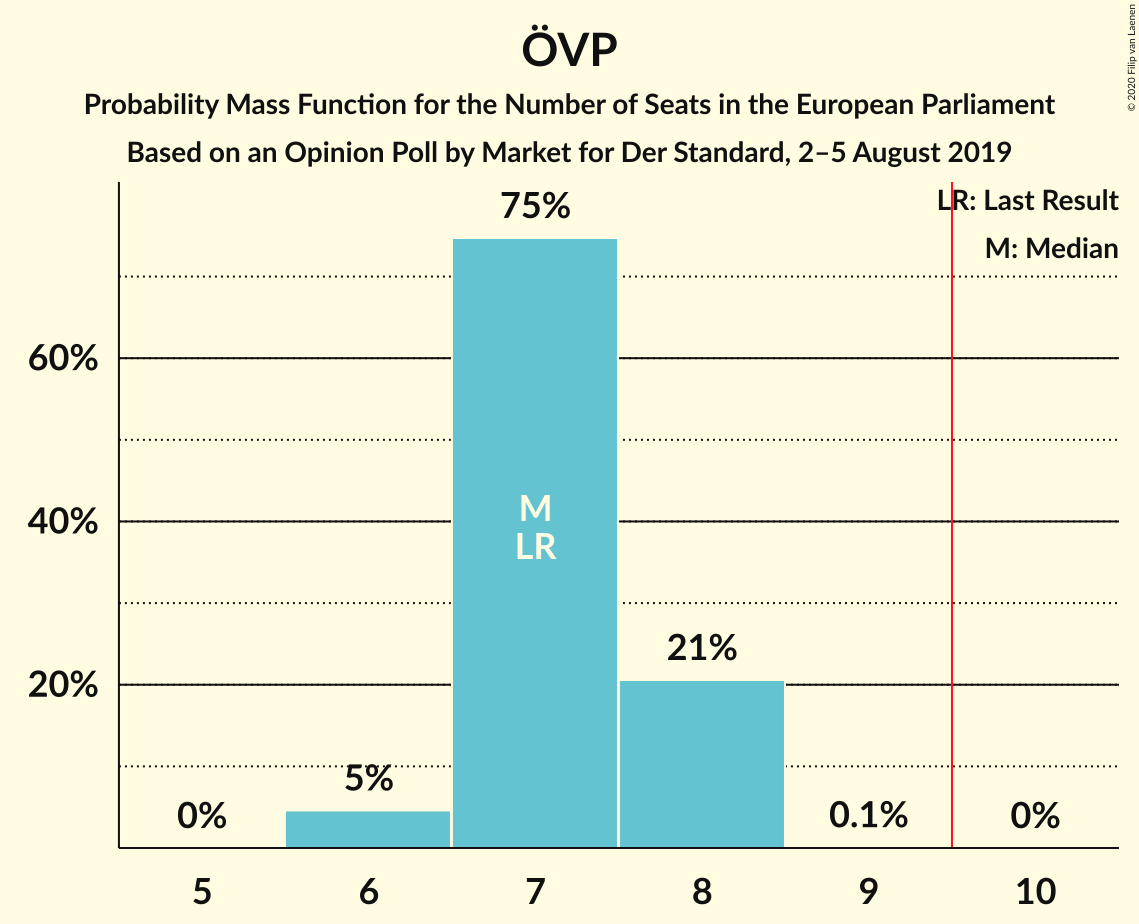 ÖVP
Probability Mass Function for the Number of Seats in the European Parliament
Based on an Opinion Poll by Market for Der Standard, 2–5 August 2019
© 2020 Filip van Laenen
LR: Last Result
M: Median
75%
60%
M
40%
LR
21%
20%
5%
0%
0.1%
0%
5 6 7 8 9 10